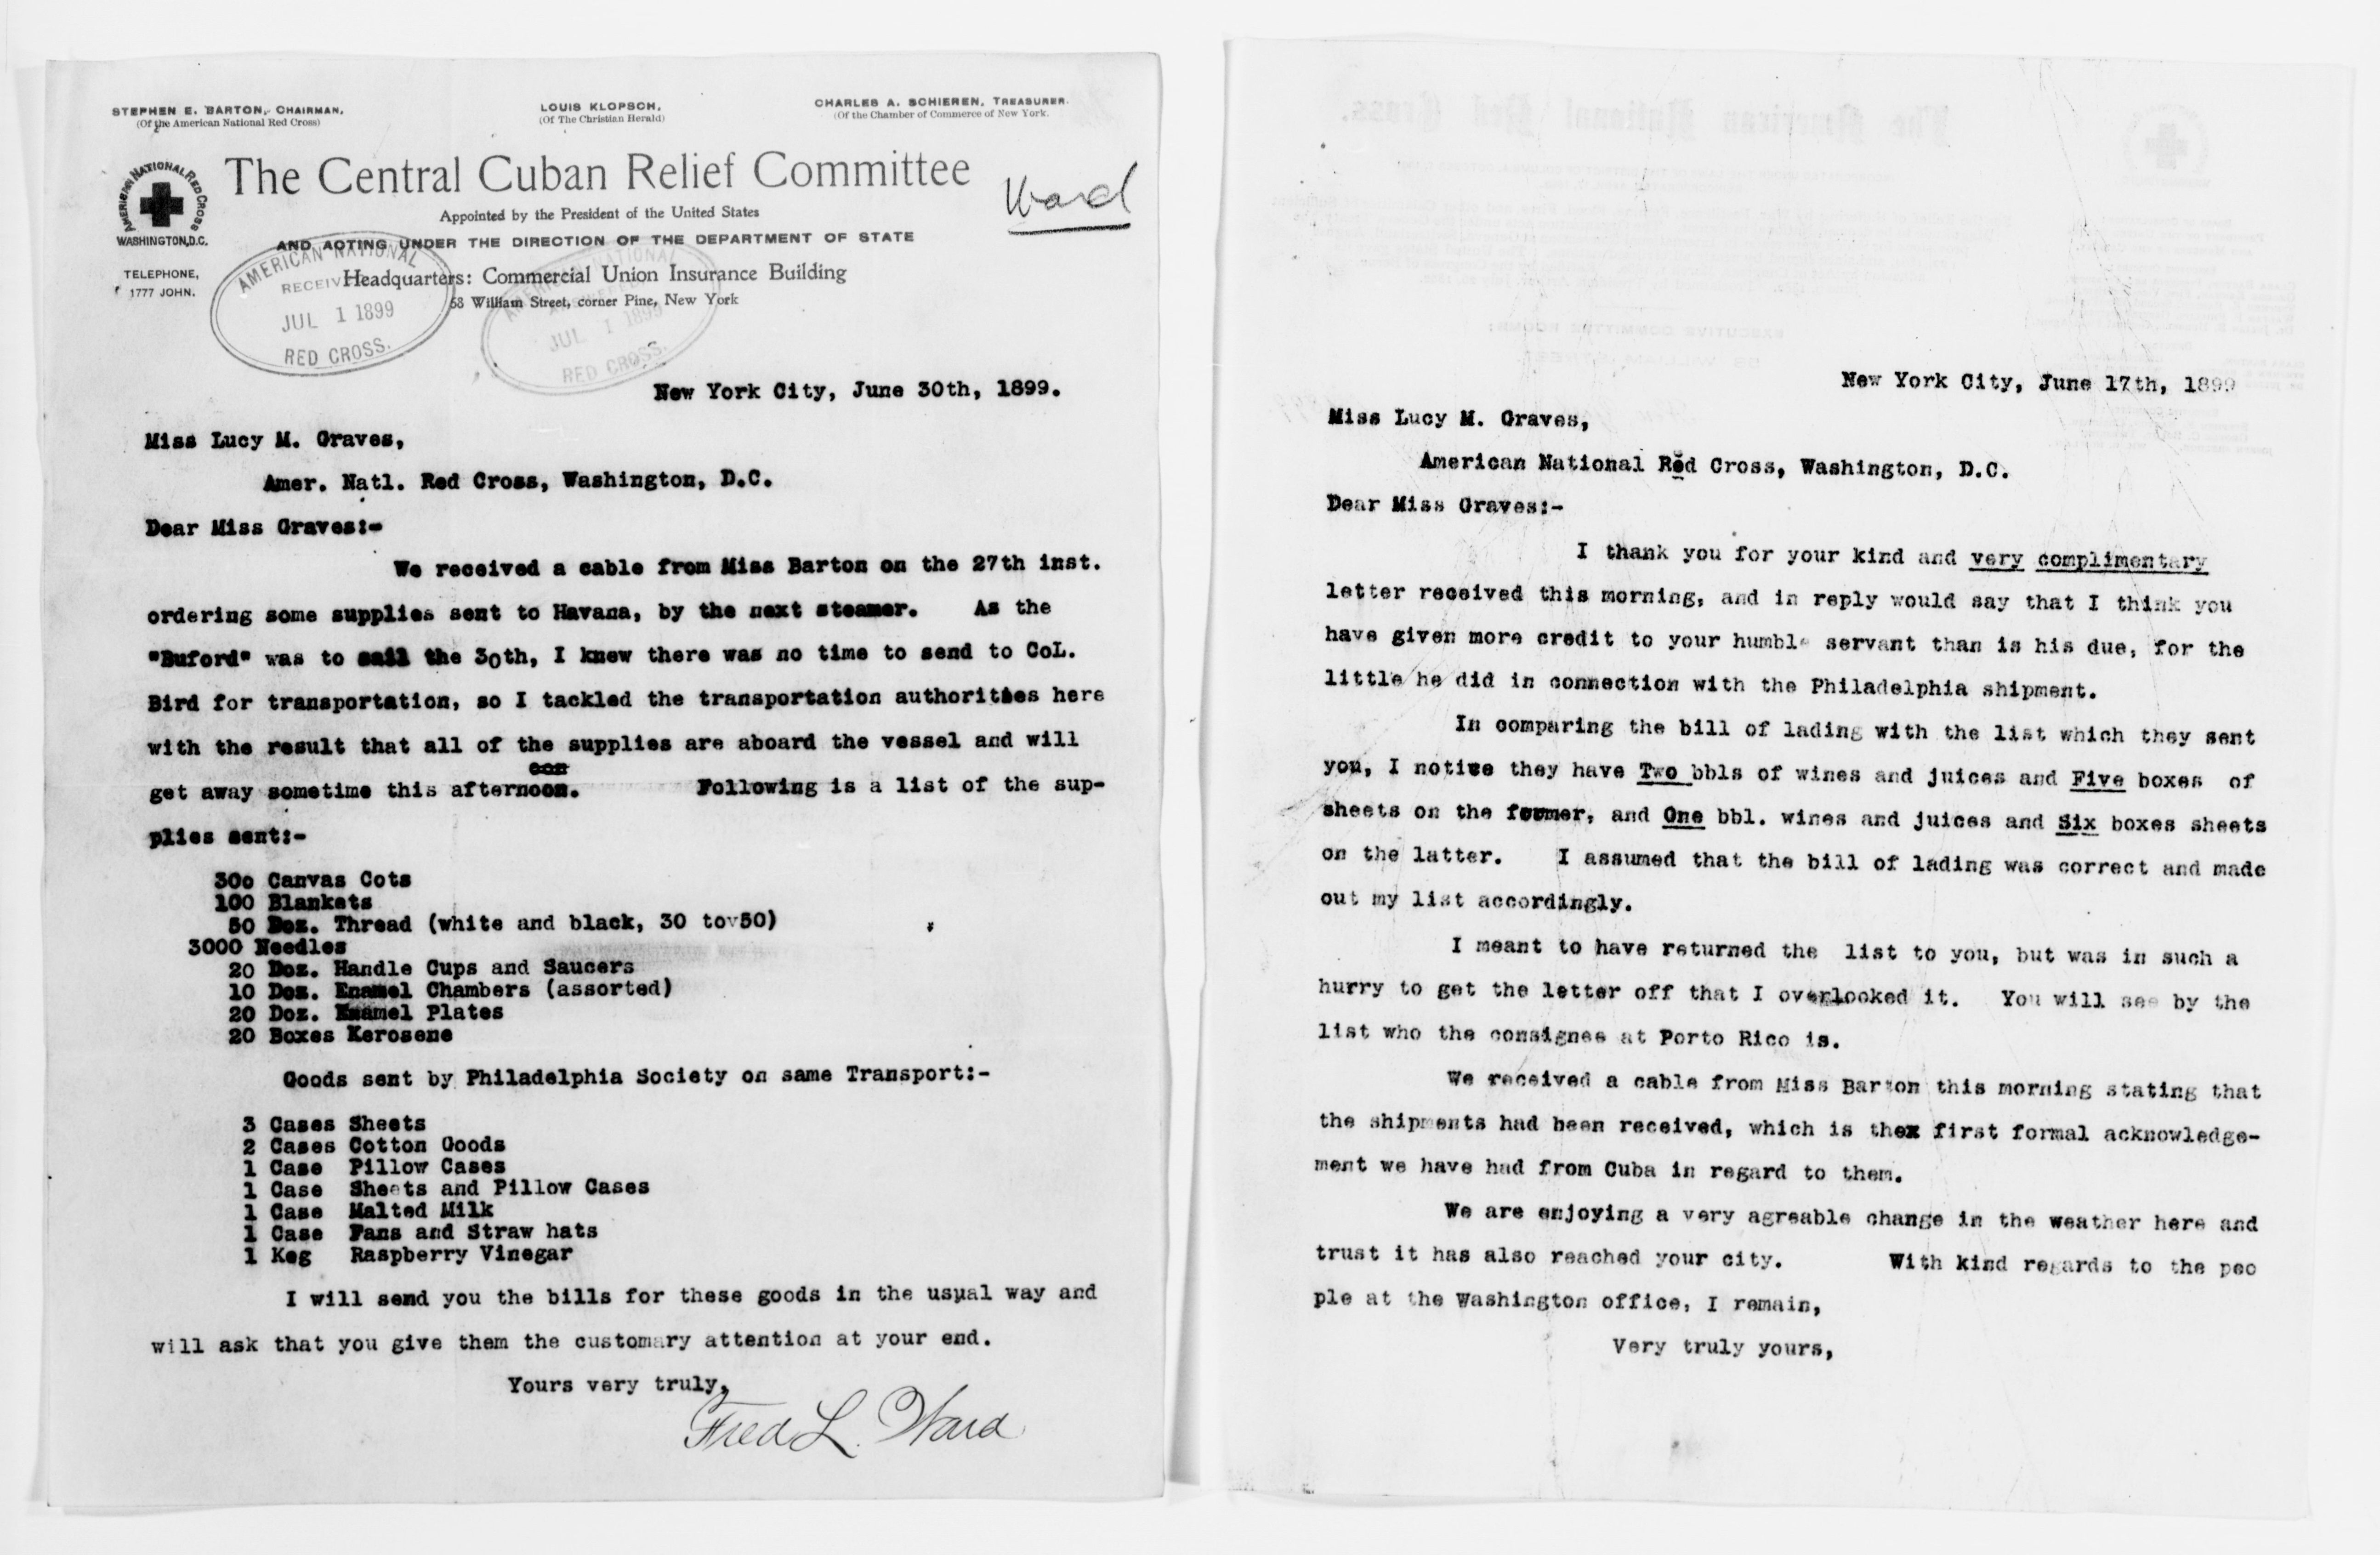 STEPHEN E. BARTON, CHAIRMAN,
(Of the American National Red Cross)
LOUIS KLOPSCH,
(Of The Christian Herald)
CHARLES A. SCHIEREN, TREASURER.
(Of the Chamber of Commerce of New York.
AMERICAN NATIONAL RED CROSS
WASHINGTON, D.C.
The Central Cuban Relief Committee
Ward
Appointed by the President of the United States
AND ACTING UNDER THE DIRECTION OF THE DEPARTMENT OF STATE
TELEPHONE,
1777 JOHN.
Headquarters: Commercial Union Insurance Building
58 William Street, corner Pine, New York
AMERICAN NATIONAL
RECEIVED
JUL 1 1899
RED CROSS.
AMERICAN NATIONAL
JUL 1 1899
RED CROSS.
New York City, June 30th, 1899.
Miss Lucy M. Graves,
Amer. Natl. Red Cross, Washington, D.C.
Dear Miss Graves:-
We received a cable from Miss Barton on the 27th inst.
ordering some supplies sent to Havana, by the next steamer. As the
"Buford" was to sail the 30th, I knew there was no time to send to CoL.
Bird for transportation, so I tackled the transportation authorities here
with the result that all of the supplies are aboard the vessel and will
get away sometime this afternoon. Following is a list of the sup-
plies sent:-
300 Canvas Cots
100 Blankets
50 Doz. Thread (white and black, 30 to 50)
3000 Needles
20 Doz. Handle Cups and Saucers
10 Doz. Enamel Chambers (assorted)
20 Doz. Enamel Plates
20 Boxes Kerosene
Goods sent by Philadelphia Society on same Transport:-
3 Cases Sheets
2 Cases Cotton Goods
1 Case Pillow Cases
1 Case Sheets and Pillow Cases
1 Case Malted Milk
1 Case Fans and Straw hats
1 Keg Raspberry Vinegar
I will send you the bills for these goods in the usual way and
will ask that you give them the customary attention at your end.
Yours very truly,
Fred L. Ward
New York City, June 17th, 1899
Miss Lucy M. Graves,
American National Red Cross, Washington, D.C.
Dear Miss Graves:-
I thank you for your kind and very complimentary
letter received this morning, and in reply would say that I think you
have given more credit to your humble servant than is his due, for the
little he did in connection with the Philadelphia shipment.
In comparing the bill of lading with the list which they sent
you, I notice they have Two bbls of wines and juices and Five boxes of
sheets on the former, and One bbl. wines and juices and Six boxes sheets
on the latter. I assumed that the bill of lading was correct and made
out my list accordingly.
I meant to have returned the list to you, but was in such a
hurry to get the letter off that I overlooked it. You will see by the
list who the consignee at Porto Rico is.
We received a cable from Miss Barton this morning stating that
the shipments had been received, which is thex first formal acknowledge-
ment we have had from Cuba in regard to them.
We are enjoying a very agreable change in the weather here and
trust it has also reached your city. With kind regards to the peo
ple at the Washington office, I remain,
Very truly yours,